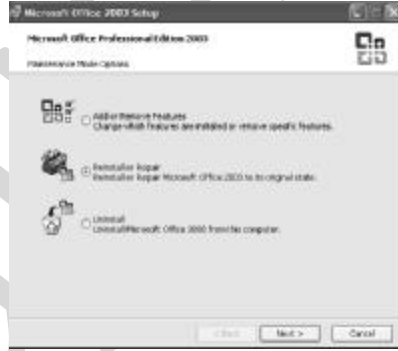 Microsoft Office 2003 Setup
Microsoft Office Professional Edition 2003
Maintenance Mode Options
Add or Remove Features
Change which features are installed or remove specific features.
Reinstall or Repair
Reinstall or Repair Microsoft Office 2003 to its original state.
Uninstall
Uninstall Microsoft Office 2003 from this computer.
< Back
Next >
Cancel